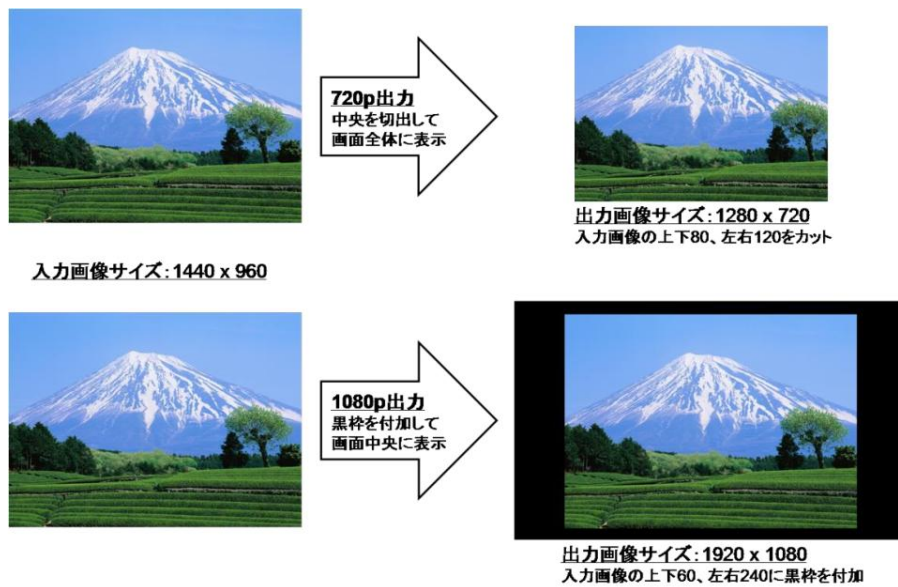 720p出力
中央を切出して
画面全体に表示
出力画像サイズ:1280 x 720
入力画像の上下80、左右120をカット
入力画像サイズ:1440 x 960
1080p出力
黒枠を付加して
画面中央に表示
出力画像サイズ:1920 x 1080
入力画像の上下60、左右240に黒枠を付加